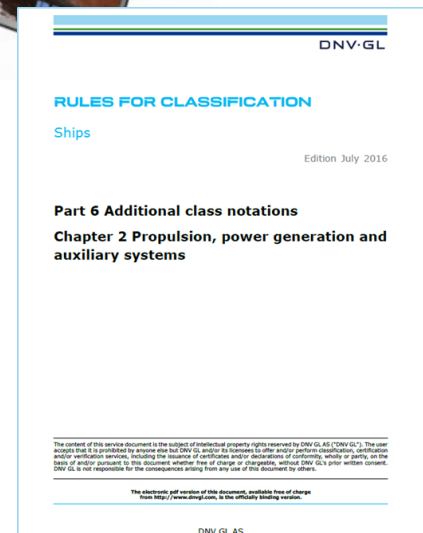 DNV·GL
RULES FOR CLASSIFICATION
Ships
Edition July 2016
Part 6 Additional class notations
Chapter 2 Propulsion, power generation and
auxiliary systems
The content of this service document is the subject of intellectual property rights reserved by DNV GL AS ("DNV GL"). The user
accepts that it is prohibited by anyone else but DNV GL and/or its licensees to offer and/or perform classification, certification
and/or verification services, including the issuance of certificates and/or declarations of conformity, wholly or partly, on the
basis of and/or pursuant to this document whether free of charge or chargeable, without DNV GL's prior written consent.
DNV GL is not responsible for the consequences arising from any use of this document by others.
The electronic pdf version of this document, available free of charge
from http://www.dnvgl.com, is the officially binding version.
DNV GL AS